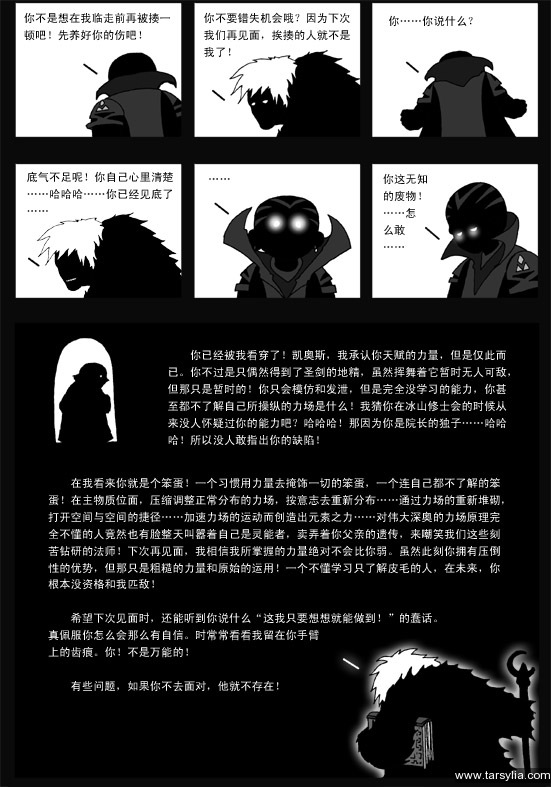 你不是想在我临走前再被揍一
顿吧！先养好你的伤吧！
你不要错失机会哦？因为下次
我们再见面，挨揍的人就不是
我了！
你……你说什么？
底气不足呢！你自己心里清楚
……哈哈哈……你已经见底了
……
……
你这无知
的废物！
……怎
么敢
……
你已经被我看穿了！凯奥斯，我承认你天赋的力量，但是仅此而
已。你不过是只偶然得到了圣剑的地精，虽然挥舞着它暂时无人可敌，
但那只是暂时的！你只会模仿和发泄，但是完全没学习的能力，你甚
至都不了解自己所操纵的力场是什么！我猜你在冰山修士会的时候从
来没人怀疑过你的能力吧？哈哈哈！那因为你是院长的独子……哈哈
哈！所以没人敢指出你的缺陷！
在我看来你就是个笨蛋！一个习惯用力量去掩饰一切的笨蛋，一个连自己都不了解的笨
蛋！在主物质位面，压缩调整正常分布的力场，按意志去重新分布……通过力场的重新堆砌，
打开空间与空间的捷径……加速力场的运动而创造出元素之力……对伟大深奥的力场原理完
全不懂的人竟然也有脸整天叫嚣着自己是灵能者，卖弄着你父亲的遗传，来嘲笑我们这些刻
苦钻研的法师！下次再见面，我相信我所掌握的力量绝对不会比你弱。虽然此刻你拥有压倒
性的优势，但那只是粗糙的力量和原始的运用！一个不懂学习只了解皮毛的人，在未来，你
根本没资格和我匹敌！
希望下次见面时，还能听到你说什么“这我只要想想就能做到！”的蠢话。
真佩服你怎么会那么有自信。时常常看看我留在你手臂
上的齿痕。你！不是万能的！
有些问题，如果你不去面对，他就不存在！
www.tarsylia.com